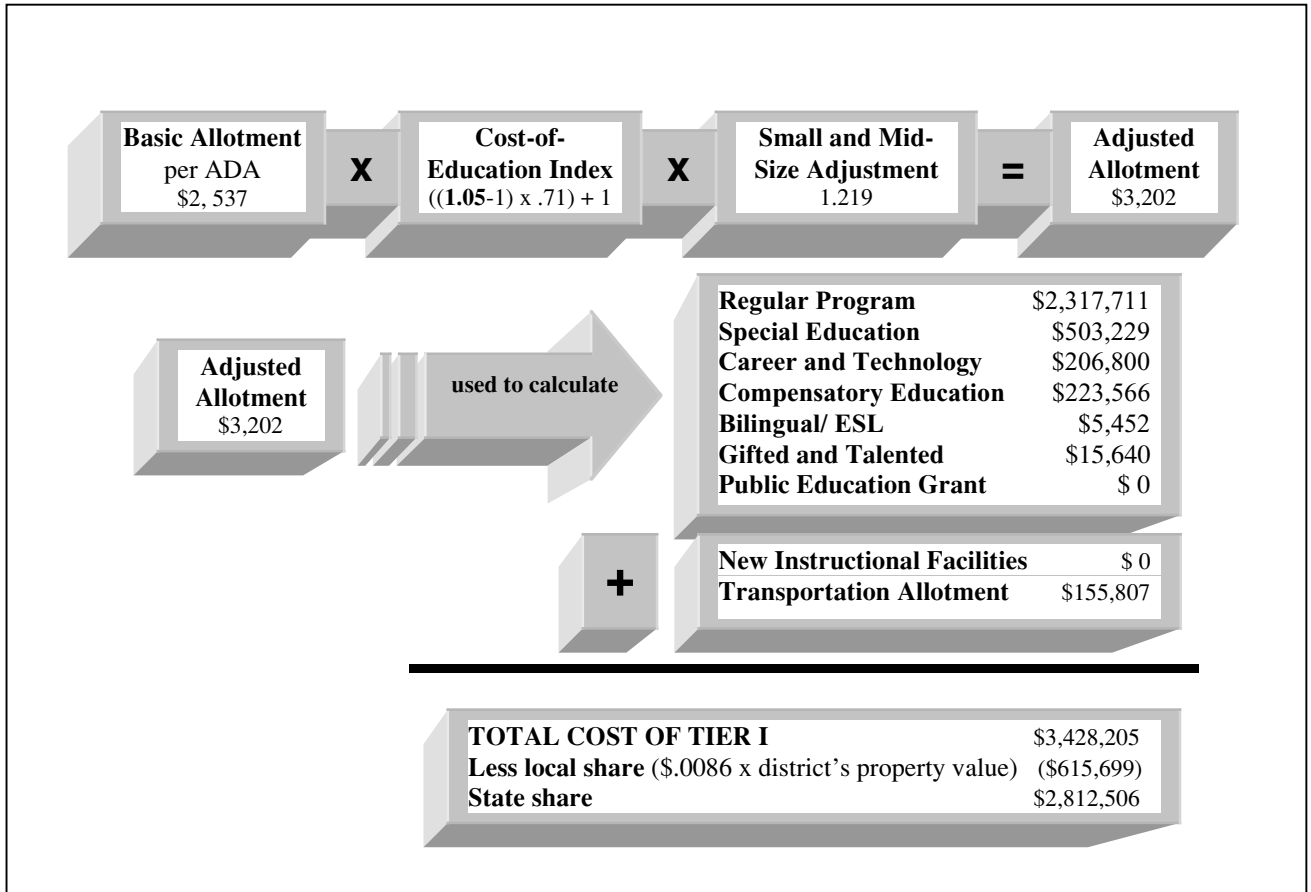 Basic Allotment
per ADA
$2, 537
X
Cost-of-
Education Index
((1.05-1) x .71) + 1
X
Small and Mid-
Size Adjustment
1.219
=
Adjusted
Allotment
$3,202
Adjusted
Allotment
$3,202
used to calculate
Regular Program $2,317,711
Special Education $503,229
Career and Technology $206,800
Compensatory Education $223,566
Bilingual/ ESL $5,452
Gifted and Talented $15,640
Public Education Grant $ 0
+
New Instructional Facilities $ 0
Transportation Allotment $155,807
TOTAL COST OF TIER I $3,428,205
Less local share ($.0086 x district's property value) ($615,699)
State share $2,812,506